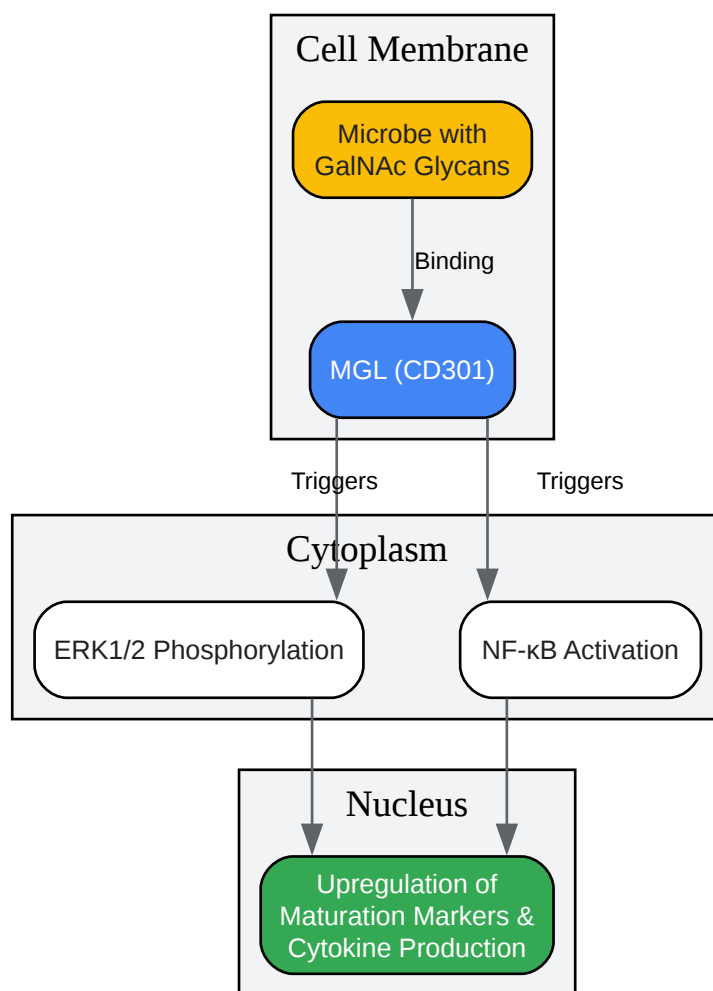 Cell Membrane
Microbe with
GalNAc Glycans
Binding
MGL (CD301)
Triggers
Triggers
Cytoplasm
ERK1/2 Phosphorylation
NF-κB Activation
Nucleus
Upregulation of
Maturation Markers &
Cytokine Production